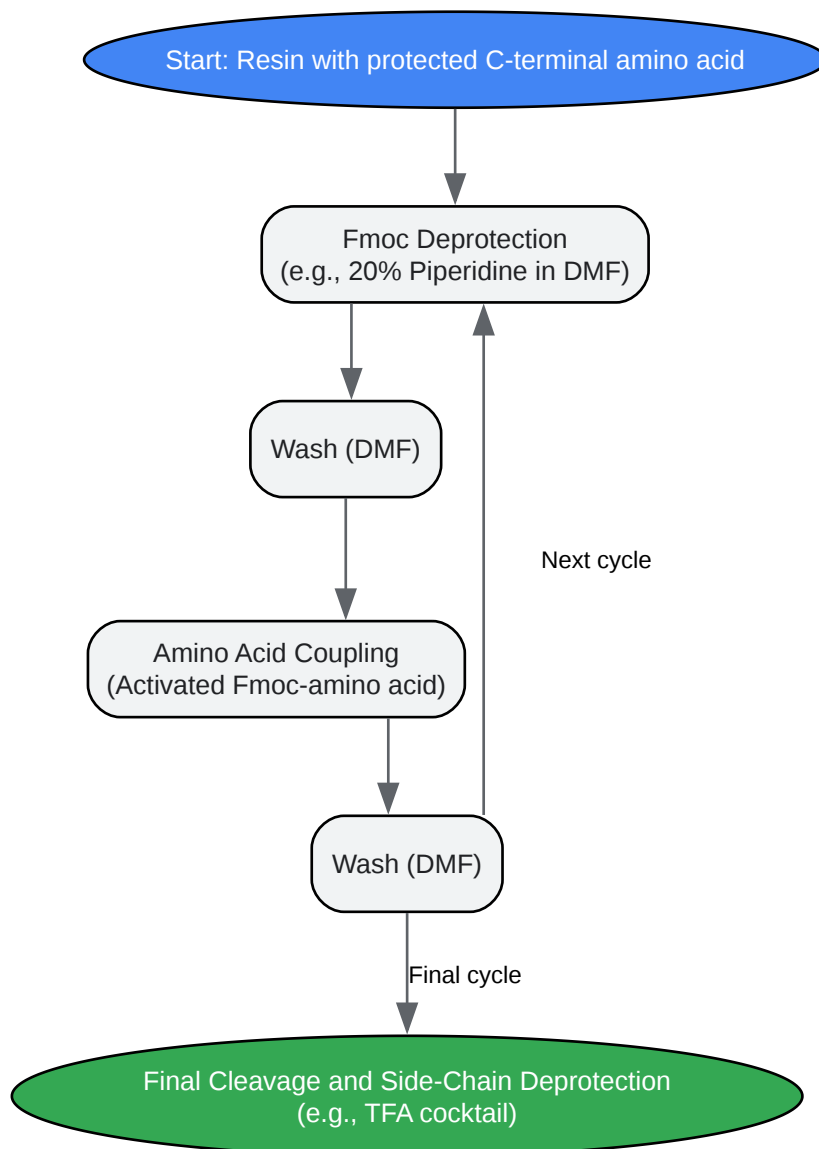 Start: Resin with protected C-terminal amino acid
Fmoc Deprotection
(e.g., 20% Piperidine in DMF)
Wash (DMF)
Next cycle
Amino Acid Coupling
(Activated Fmoc-amino acid)
Wash (DMF)
Final cycle
Final Cleavage and Side-Chain Deprotection
(e.g., TFA cocktail)